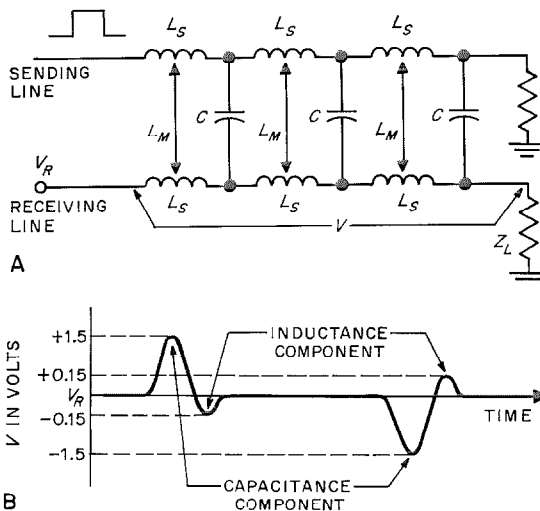 L_S L_S L_S
SENDING
LINE
L_M C L_M C L_M C
V_R
RECEIVING
LINE
L_S L_S L_S
V
Z_L
A
V IN VOLTS
+1.5
INDUCTANCE
COMPONENT
+0.15
V_R
TIME
-0.15
-1.5
CAPACITANCE
COMPONENT
B